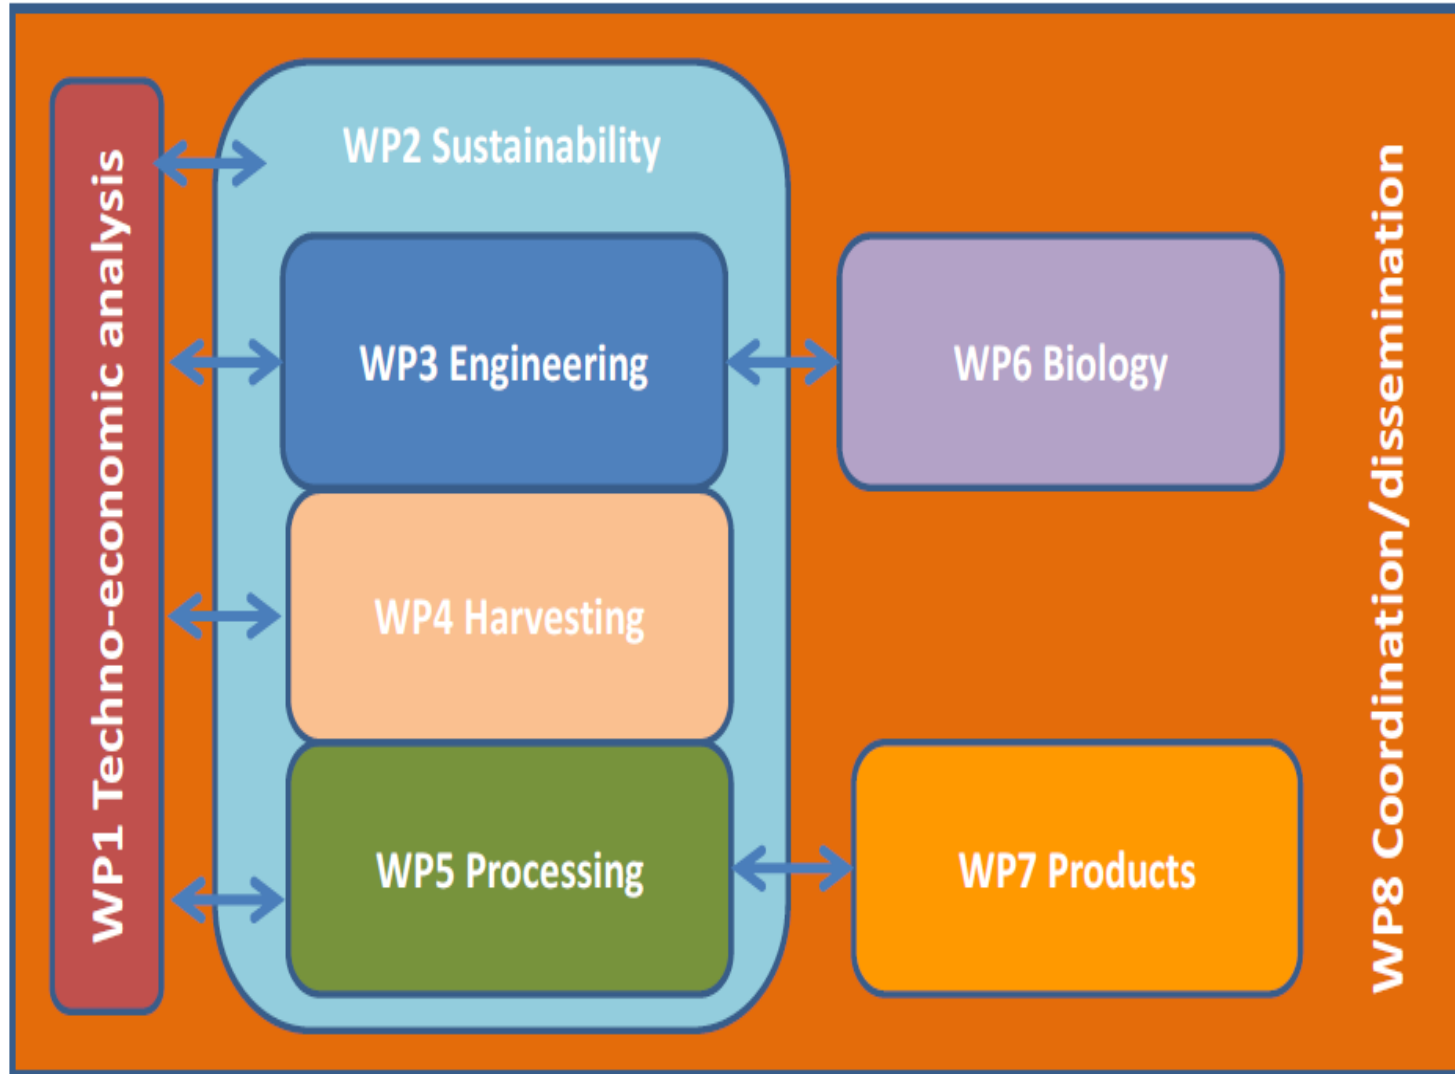 WP1 Techno-economic analysis
WP2 Sustainability
WP3 Engineering
WP4 Harvesting
WP5 Processing
WP6 Biology
WP7 Products
WP8 Coordination/dissemination